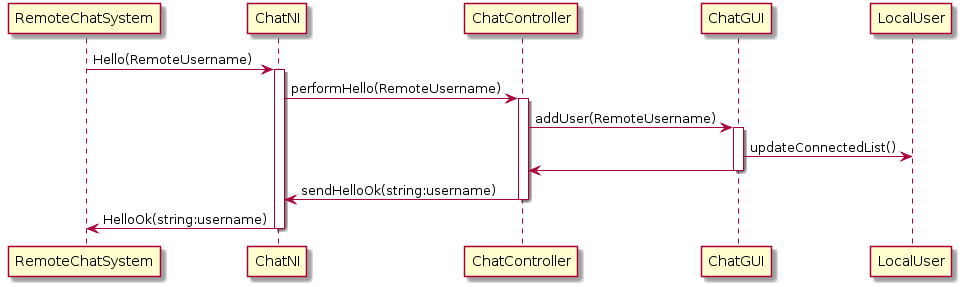 RemoteChatSystem
ChatNI
ChatController
ChatGUI
LocalUser
Hello(RemoteUsername)
performHello(RemoteUsername)
addUser(RemoteUsername)
updateConnectedList()
sendHelloOk(string:username)
HelloOk(string:username)
RemoteChatSystem
ChatNI
ChatController
ChatGUI
LocalUser